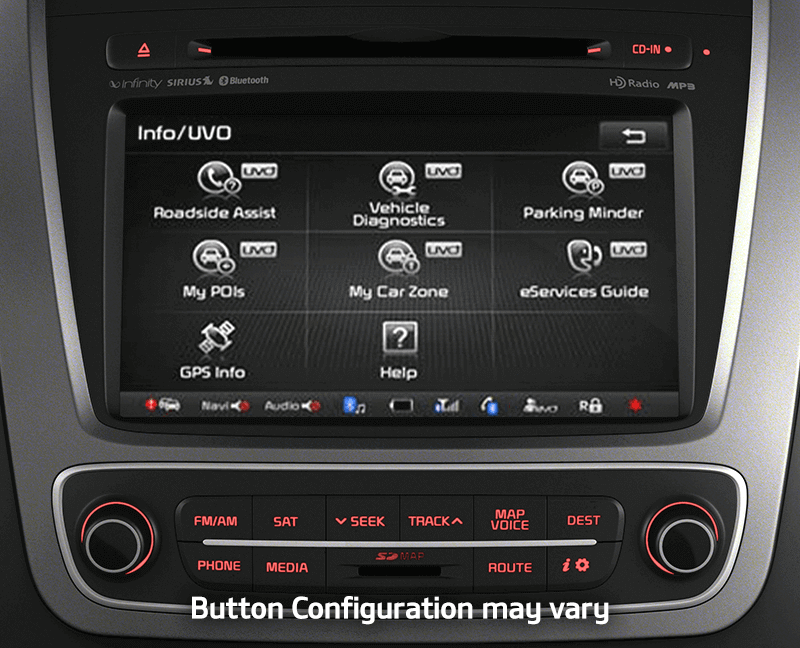 CD-IN
infinity SIRIUS Bluetooth
HD Radio MP3
Info/UVO
uvo uvo uvo
Roadside Assist
Vehicle
Diagnostics
Parking Minder
uvo uvo uvo
My POIs
My Car Zone
eServices Guide
GPS Info
?
Help
Navi Audio uvo R
FM/AM SAT SEEK TRACK MAP VOICE DEST
PHONE MEDIA SD MAP ROUTE i
Button Configuration may vary